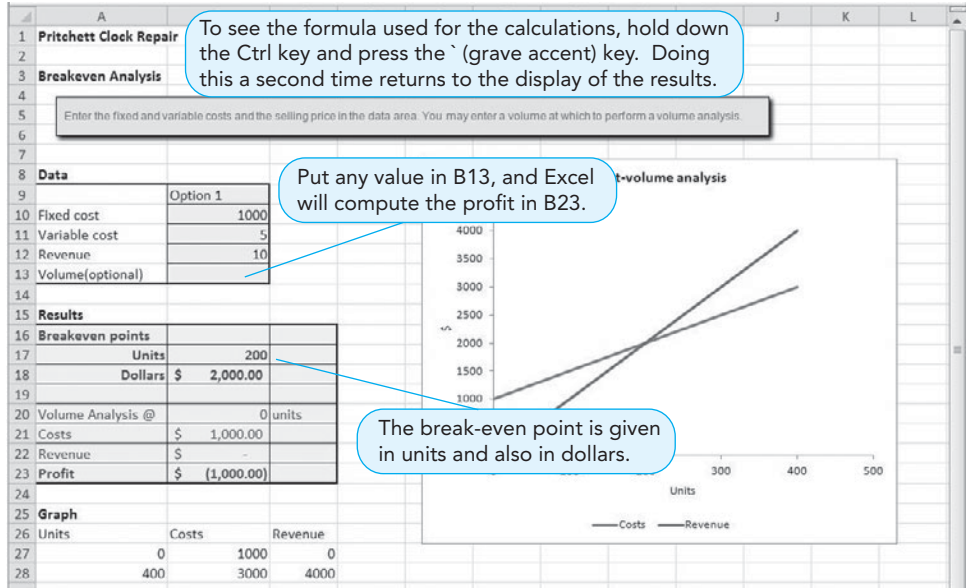 A J K L
1 Pritchett Clock Repair
To see the formula used for the calculations, hold down
the Ctrl key and press the ` (grave accent) key. Doing
this a second time returns to the display of the results.
2
3 Breakeven Analysis
4
5 Enter the fixed and variable costs and the selling price in the data area. You may enter a volume at which to perform a volume analysis.
6
7
8 Data
9 Option 1
10 Fixed cost 1000
11 Variable cost 5
12 Revenue 10
13 Volume(optional)
14
Put any value in B13, and Excel
will compute the profit in B23.
15 Results
16 Breakeven points
17 Units 200
18 Dollars $ 2,000.00
19
20 Volume Analysis @ 0 units
21 Costs $ 1,000.00
22 Revenue $ -
23 Profit $ (1,000.00)
24
The break-even point is given
in units and also in dollars.
25 Graph
26 Units Costs Revenue
27 0 1000 0
28 400 3000 4000
t-volume analysis
4000
3500
3000
2500
2000
1500
1000
$
300 400 500
Units
Costs Revenue